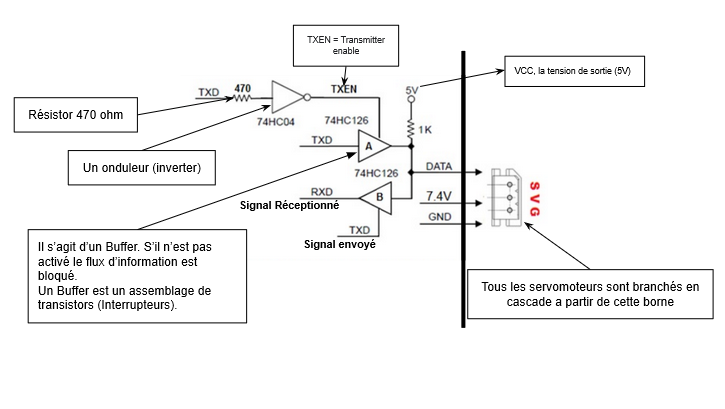 TXEN = Transmitter
enable
VCC, la tension de sortie (5V)
TXD
470
TXEN
5V
Résistor 470 ohm
74HC04
74HC126
1K
TXD
A
Un onduleur (inverter)
74HC126
DATA
RXD
B
7.4V
S V G
Signal Réceptionné
GND
TXD
Signal envoyé
Il s'agit d'un Buffer. S'il n'est pas
activé le flux d'information est
bloqué.
Un Buffer est un assemblage de
transistors (Interrupteurs).
Tous les servomoteurs sont branchés en
cascade a partir de cette borne